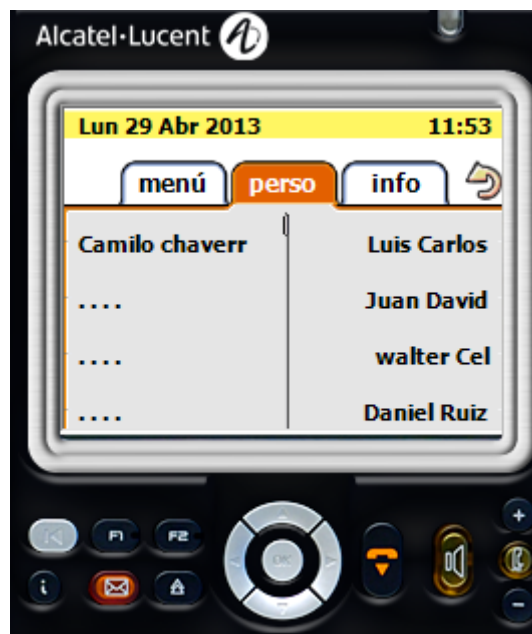 Alcatel·Lucent
Lun 29 Abr 2013 11:53
menú perso info
Camilo chaverr Luis Carlos
. . . . Juan David
. . . . walter Cel
. . . . Daniel Ruiz
F1 F2 OK +
i
-